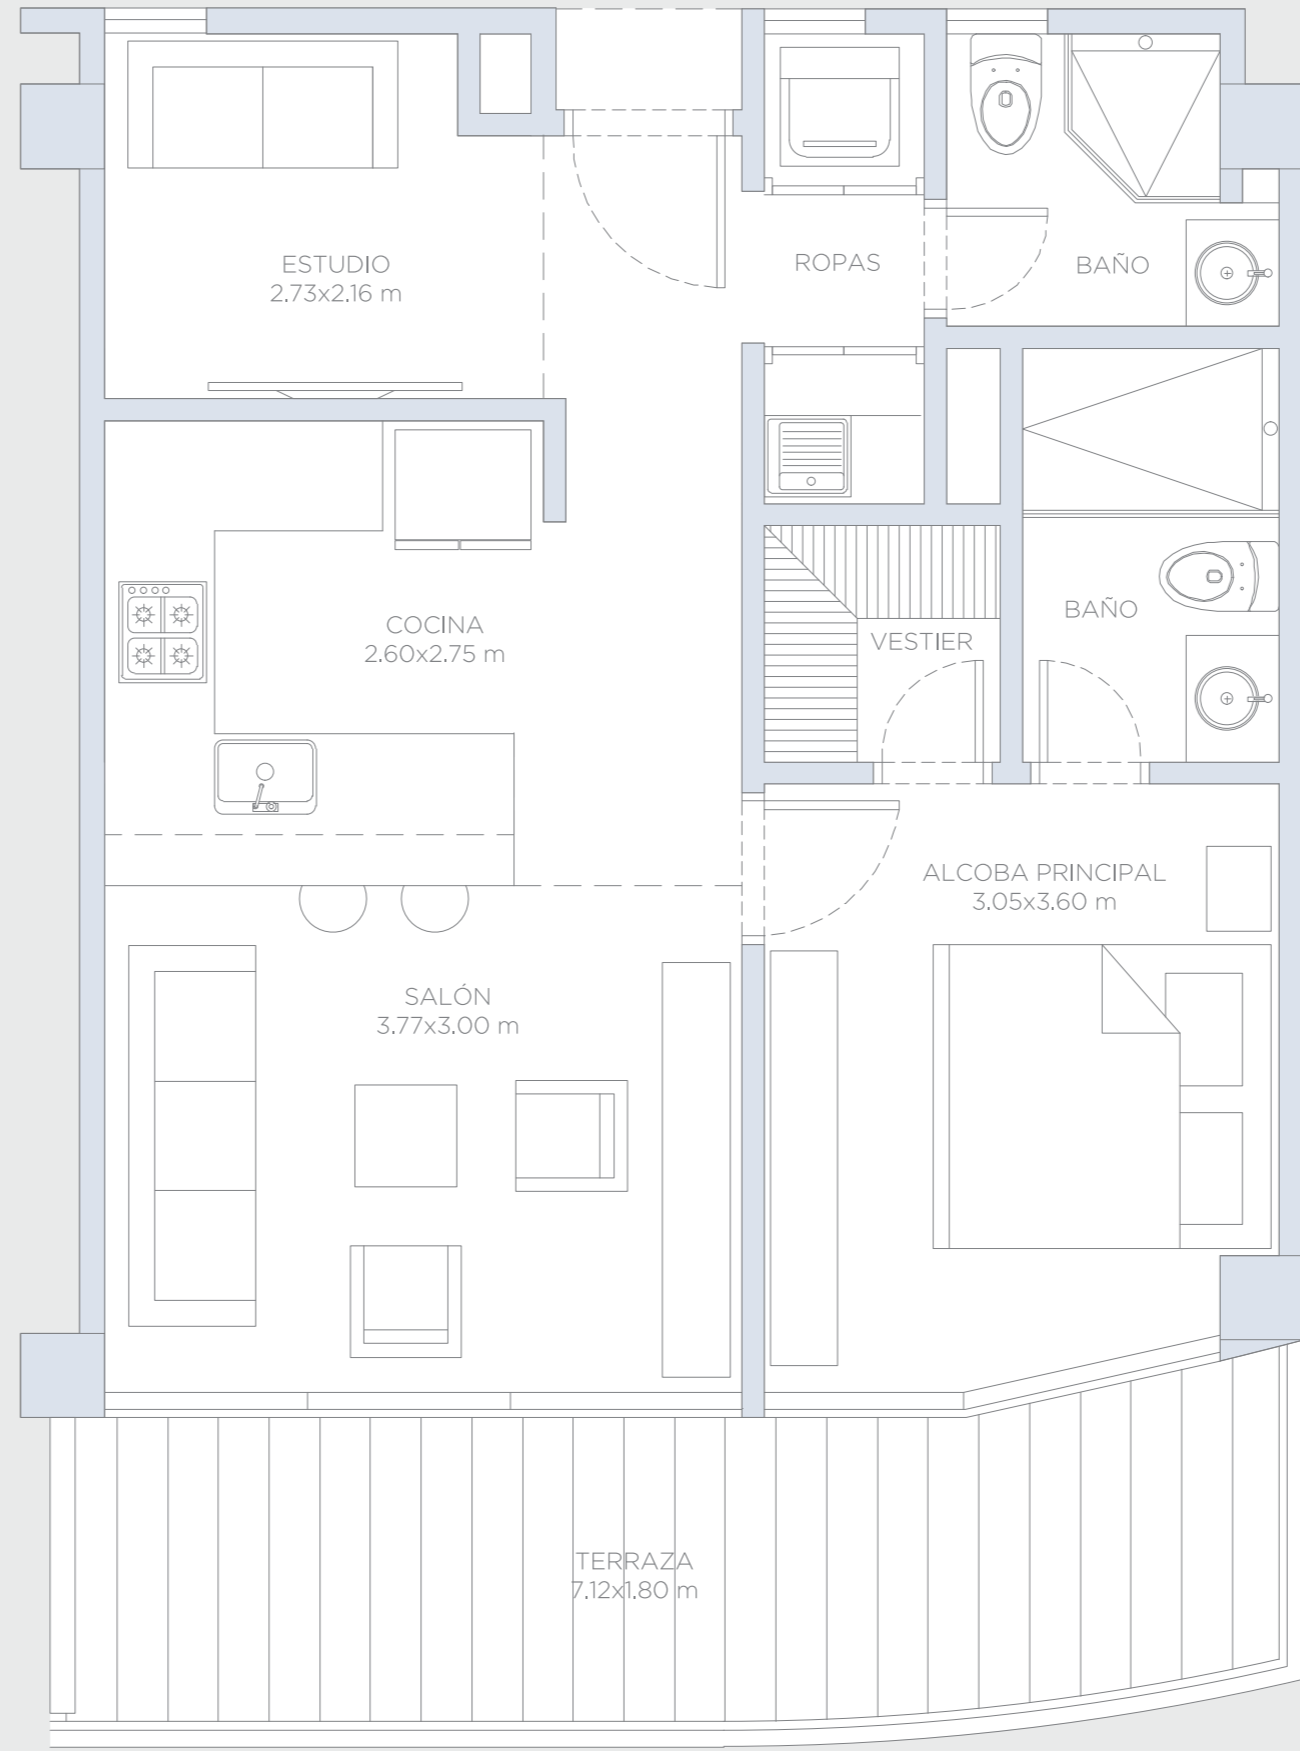 ESTUDIO
2.73x2.16 m
ROPAS
BAÑO
COCINA
2.60x2.75 m
VESTIER
BAÑO
ALCOBA PRINCIPAL
3.05x3.60 m
SALÓN
3.77x3.00 m
TERRAZA
7.12x1.80 m